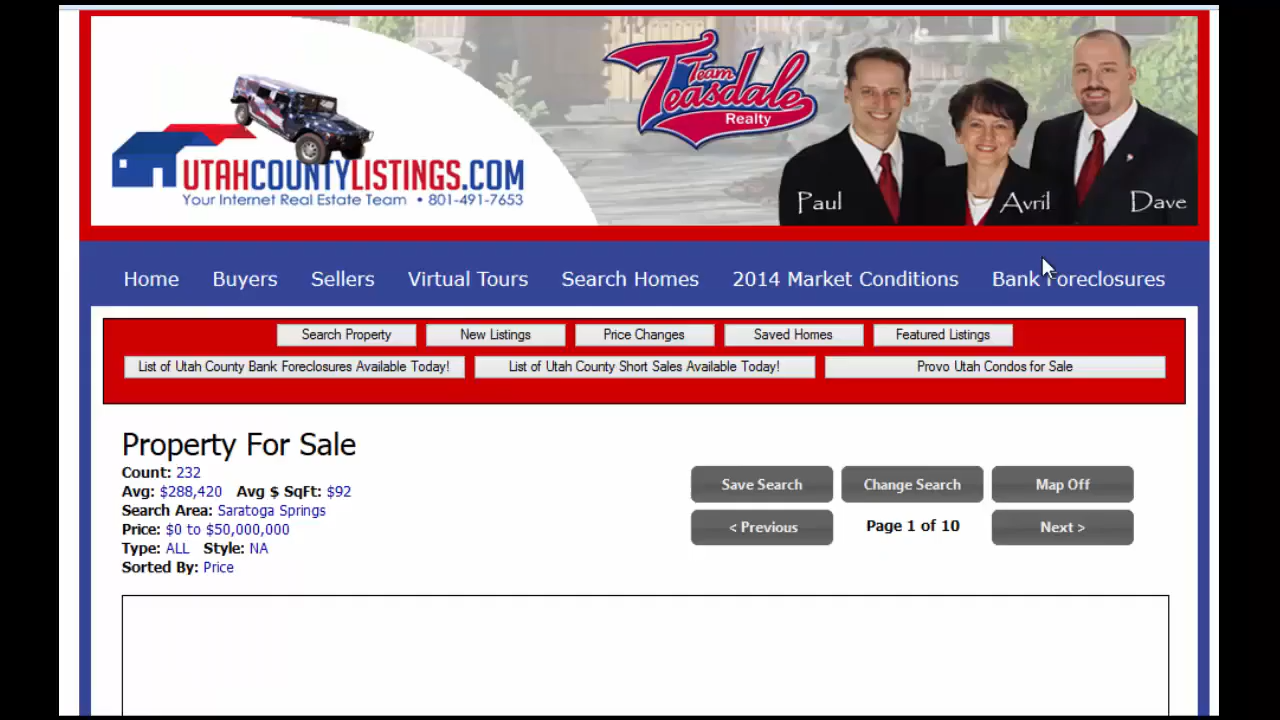 Team
Teasdale
Realty
UTAHCOUNTYLISTINGS.COM
Your Internet Real Estate Team • 801-491-7653
Paul Avril Dave
Home Buyers Sellers Virtual Tours Search Homes 2014 Market Conditions Bank Foreclosures
Search Property New Listings Price Changes Saved Homes Featured Listings
List of Utah County Bank Foreclosures Available Today! List of Utah County Short Sales Available Today! Provo Utah Condos for Sale
Property For Sale
Count: 232
Avg: $288,420 Avg $ SqFt: $92
Search Area: Saratoga Springs
Price: $0 to $50,000,000
Type: ALL Style: NA
Sorted By: Price
Save Search Change Search Map Off
< Previous Page 1 of 10 Next >